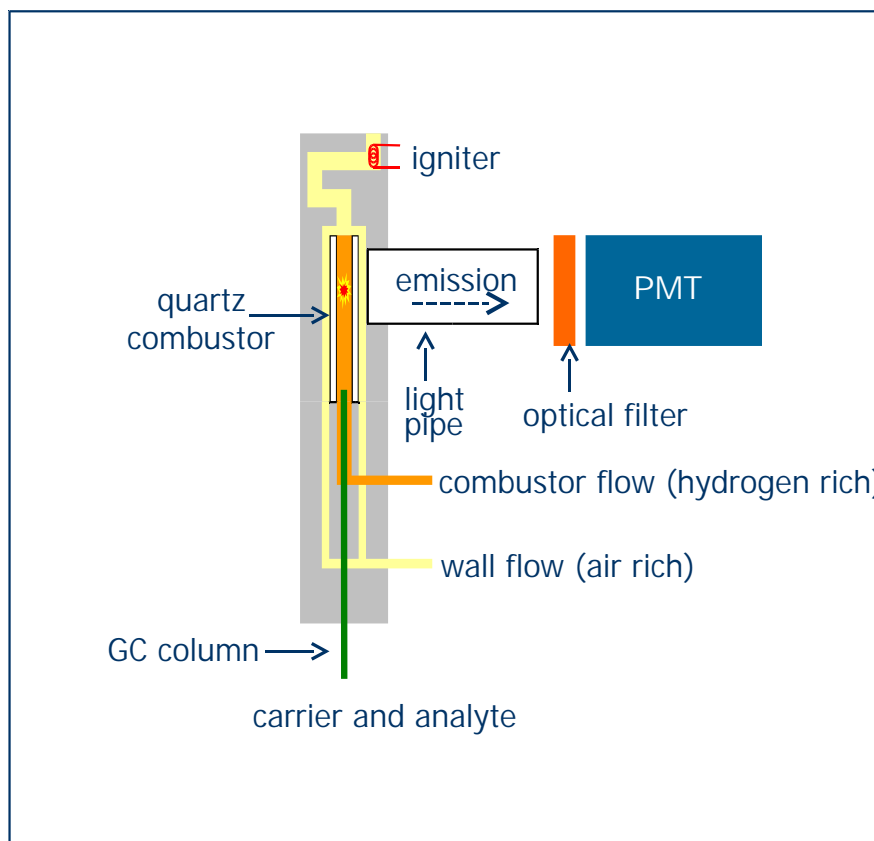 igniter
emission
PMT
quartz
combustor
light
pipe
optical filter
combustor flow (hydrogen rich)
wall flow (air rich)
GC column
carrier and analyte